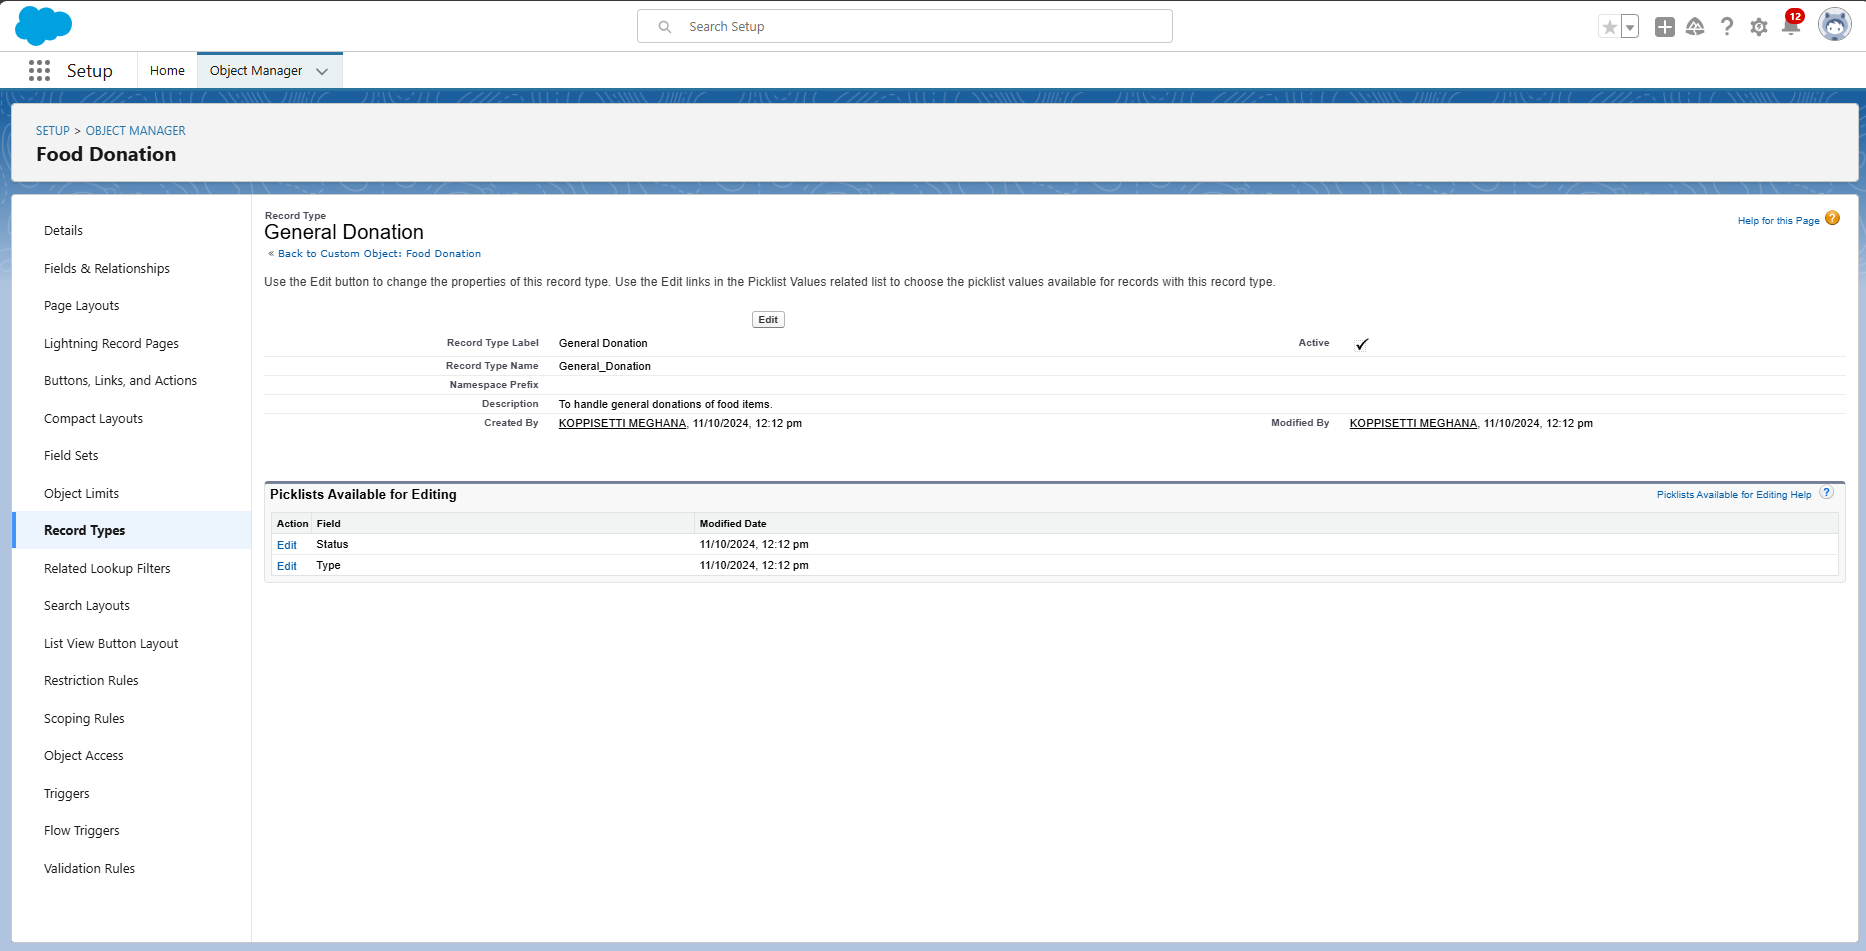 Search Setup
12
Setup
Home
Object Manager
SETUP > OBJECT MANAGER
Food Donation
Details
Fields & Relationships
Page Layouts
Lightning Record Pages
Buttons, Links, and Actions
Compact Layouts
Field Sets
Object Limits
Record Types
Related Lookup Filters
Search Layouts
List View Button Layout
Restriction Rules
Scoping Rules
Object Access
Triggers
Flow Triggers
Validation Rules
Record Type
General Donation
« Back to Custom Object: Food Donation
Help for this Page ?
Use the Edit button to change the properties of this record type. Use the Edit links in the Picklist Values related list to choose the picklist values available for records with this record type.
Edit
Record Type Label General Donation Active ✓
Record Type Name General_Donation
Namespace Prefix
Description To handle general donations of food items.
Created By KOPPISETTI MEGHANA, 11/10/2024, 12:12 pm Modified By KOPPISETTI MEGHANA, 11/10/2024, 12:12 pm
Picklists Available for Editing
Picklists Available for Editing Help ?
Action Field Modified Date
Edit Status 11/10/2024, 12:12 pm
Edit Type 11/10/2024, 12:12 pm